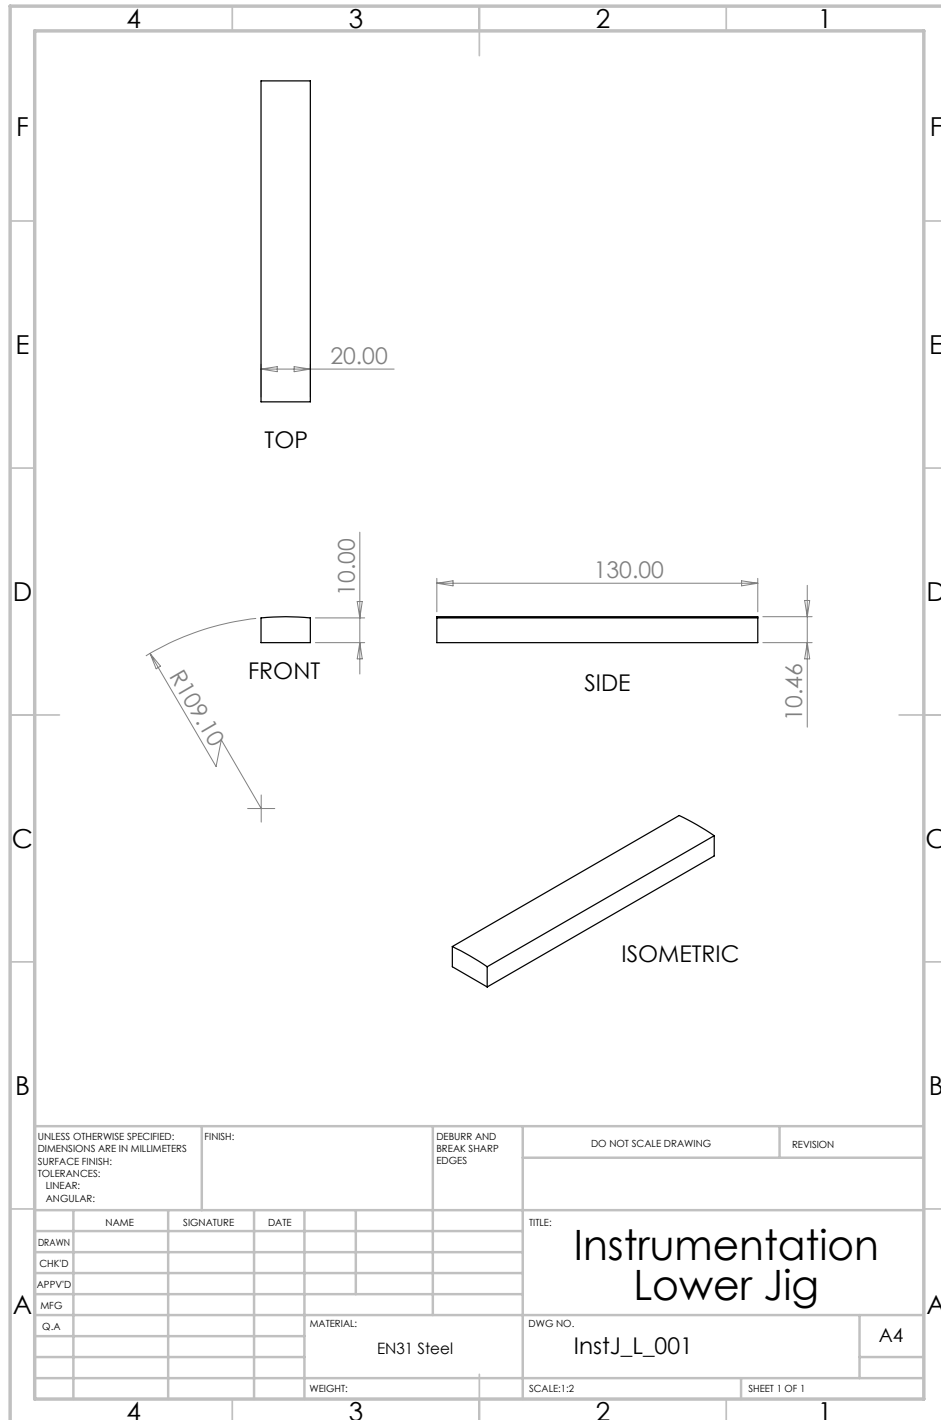 4 3 2 1
F F
20.00
E E
TOP
10.00
130.00
D D
FRONT
SIDE
10.46
R109.10
C C
ISOMETRIC
B B
UNLESS OTHERWISE SPECIFIED:
DIMENSIONS ARE IN MILLIMETERS
SURFACE FINISH:
TOLERANCES:
LINEAR:
ANGULAR:
FINISH:
DEBURR AND
BREAK SHARP
EDGES
DO NOT SCALE DRAWING
REVISION
NAME SIGNATURE DATE
DRAWN
CHK'D
APPV'D
MFG
Q.A
TITLE:
Instrumentation
Lower Jig
A A
MATERIAL:
EN31 Steel
DWG NO.
InstJ_L_001
A4
WEIGHT:
SCALE:1:2
SHEET 1 OF 1
4 3 2 1